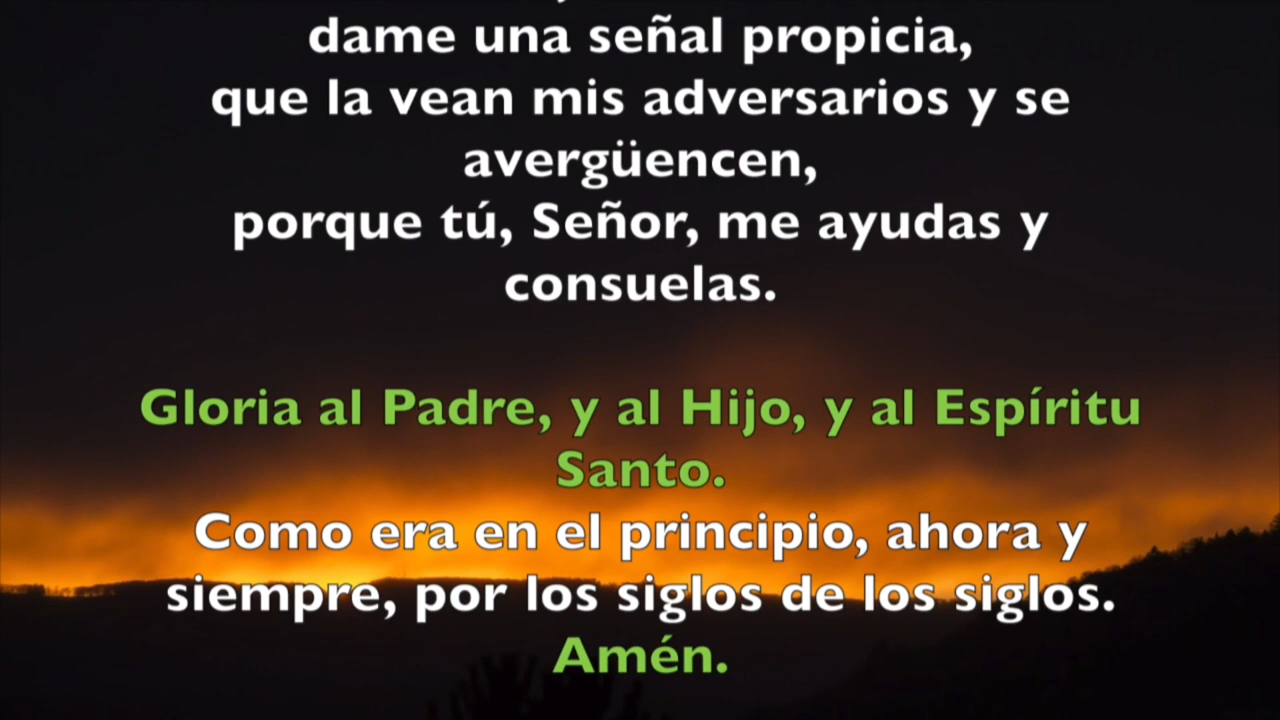 dame una señal propicia,
que la vean mis adversarios y se
avergüencen,
porque tú, Señor, me ayudas y
consuelas.
Gloria al Padre, y al Hijo, y al Espíritu
Santo.
Como era en el principio, ahora y
siempre, por los siglos de los siglos.
Amén.